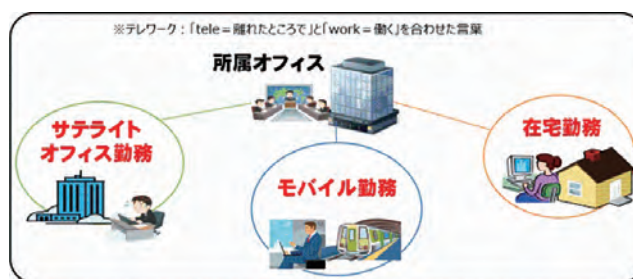 ※テレワーク:「tele=離れたところで」と「work=働く」を合わせた言葉
所属オフィス
サテライト
オフィス勤務
モバイル勤務
在宅勤務